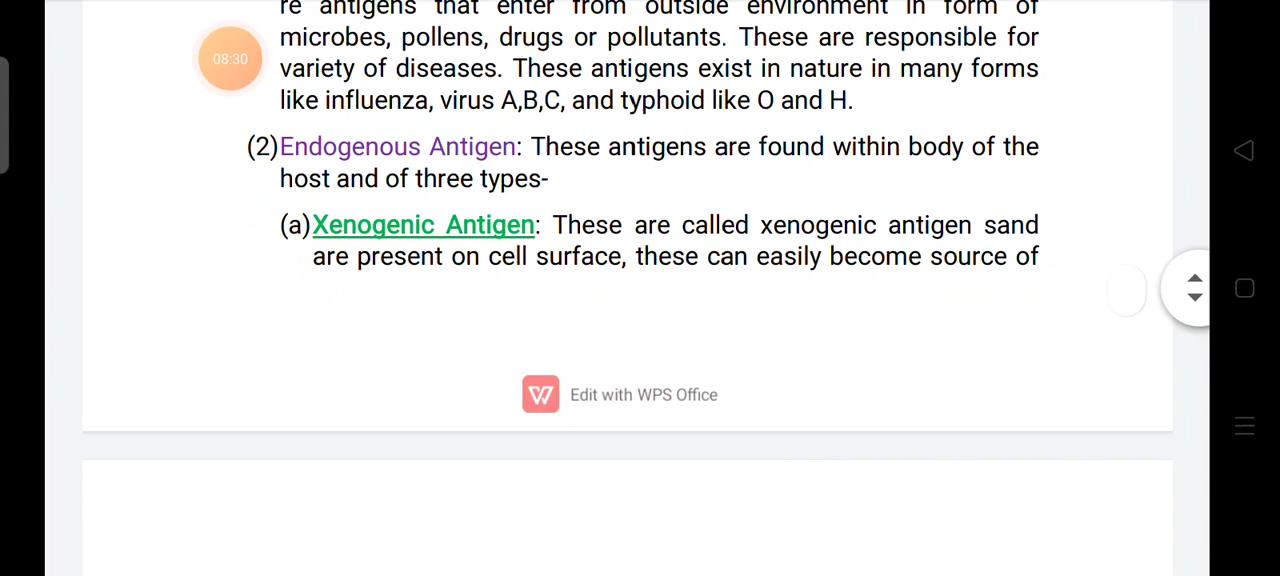 re antigens that enter from outside environment in form of
microbes, pollens, drugs or pollutants. These are responsible for
08:30
variety of diseases. These antigens exist in nature in many forms
like influenza, virus A,B,C, and typhoid like O and H.
(2)Endogenous Antigen: These antigens are found within body of the
host and of three types-
(a)Xenogenic Antigen: These are called xenogenic antigen sand
are present on cell surface, these can easily become source of
Edit with WPS Office